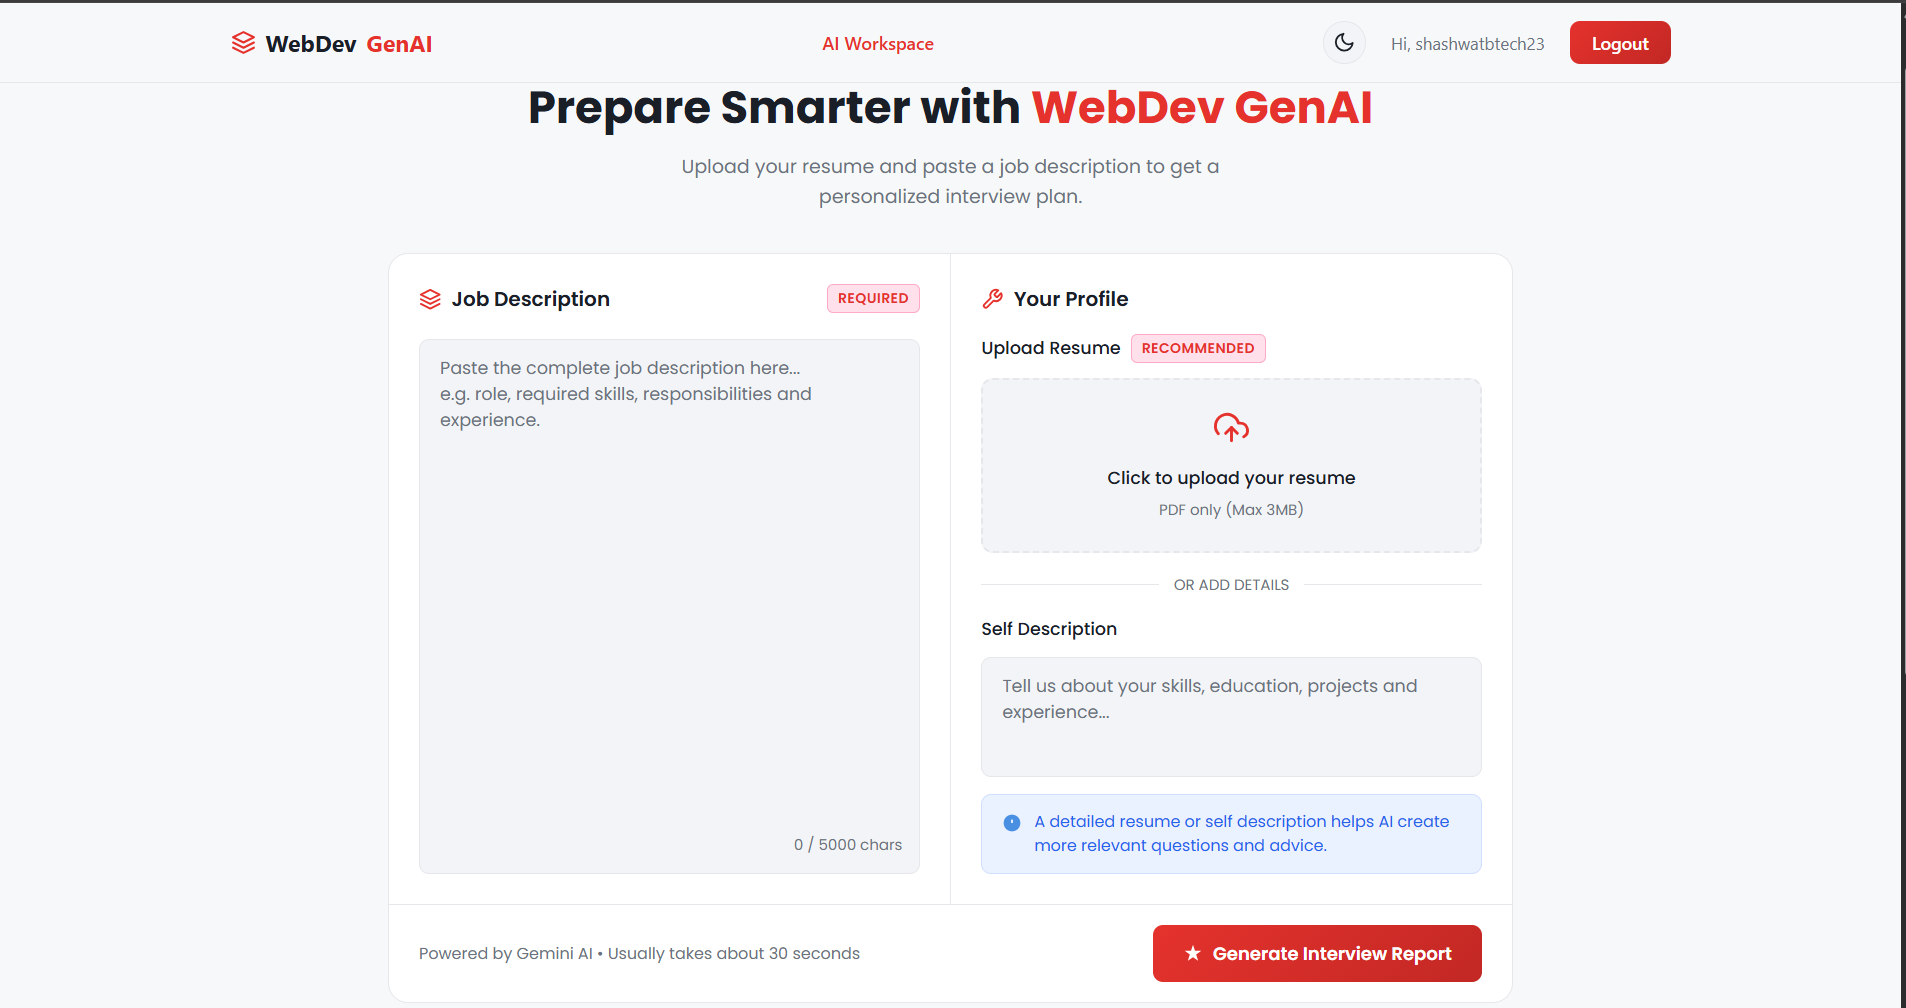 WebDev GenAI
AI Workspace
Hi, shashwatbtech23
Logout
Prepare Smarter with WebDev GenAI
Upload your resume and paste a job description to get a
personalized interview plan.
Job Description
REQUIRED
Paste the complete job description here...
e.g. role, required skills, responsibilities and
experience.
0 / 5000 chars
Your Profile
Upload Resume
RECOMMENDED
Click to upload your resume
PDF only (Max 3MB)
OR ADD DETAILS
Self Description
Tell us about your skills, education, projects and
experience...
A detailed resume or self description helps AI create
more relevant questions and advice.
Powered by Gemini AI • Usually takes about 30 seconds
★ Generate Interview Report